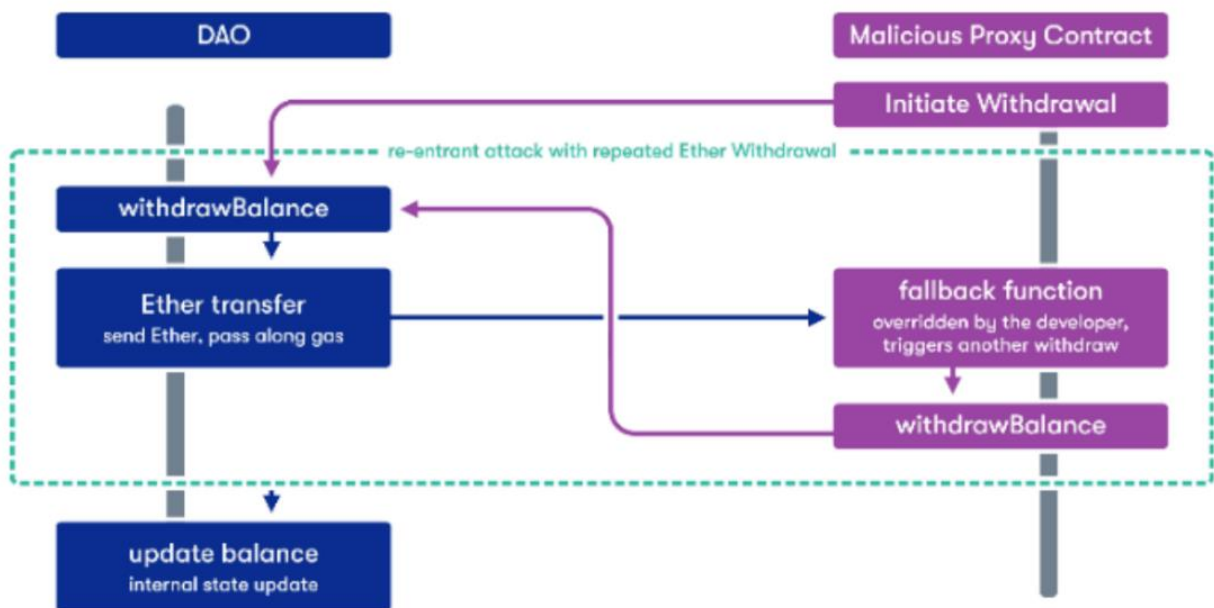 DAO
Malicious Proxy Contract
Initiate Withdrawal
re-entrant attack with repeated Ether Withdrawal
withdrawBalance
Ether transfer
send Ether, pass along gas
fallback function
overridden by the developer,
triggers another withdraw
withdrawBalance
update balance
internal state update